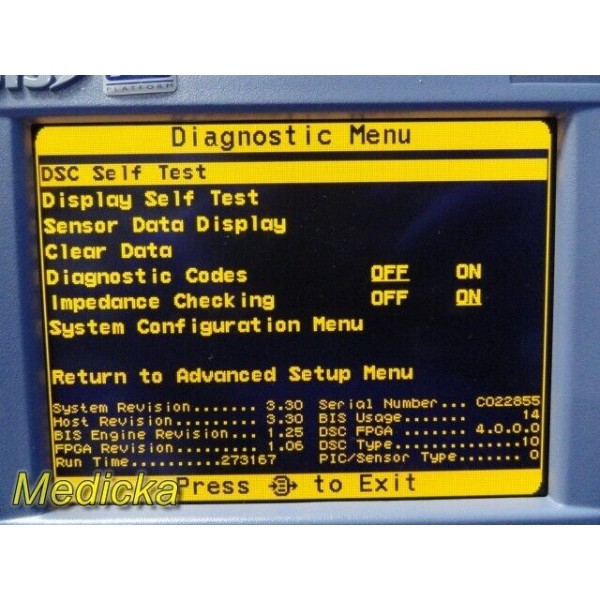 BIS
PLATFORM
Diagnostic Menu
DSC Self Test
Display Self Test
Sensor Data Display
Clear Data
Diagnostic Codes OFF ON
Impedance Checking OFF ON
System Configuration Menu
Return to Advanced Setup Menu
System Revision....... 3.30 Serial Number... CO22855
Host Revision......... 3.30 BIS Usage....... 14
BIS Engine Revision... 1.25 DSC FPGA........ 4.0.0.0
FPGA Revision......... 1.06 DSC Type...........10
Run Time.........273167 PIC/Sensor Type... 0
Medicka
Press to Exit